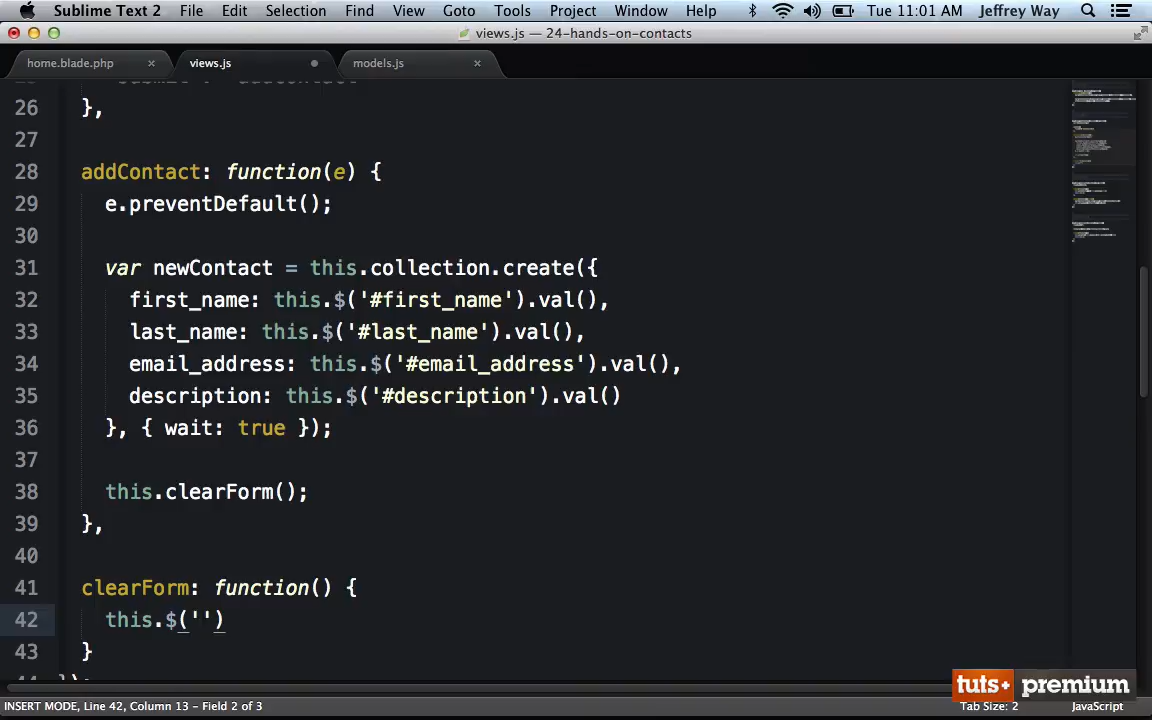 Sublime Text 2 File Edit Selection Find View Goto Tools Project Window Help Tue 11:01 AM Jeffrey Way
views.js — 24-hands-on-contacts
home.blade.php × views.js models.js ×
26 },
27
28 addContact: function(e) {
29 e.preventDefault();
30
31 var newContact = this.collection.create({
32 first_name: this.$('#first_name').val(),
33 last_name: this.$('#last_name').val(),
34 email_address: this.$('#email_address').val(),
35 description: this.$('#description').val()
36 }, { wait: true });
37
38 this.clearForm();
39 },
40
41 clearForm: function() {
42 this.$('')
43 }
tuts+ premium
INSERT MODE, Line 42, Column 13 - Field 2 of 3 Tab Size: 2 JavaScript